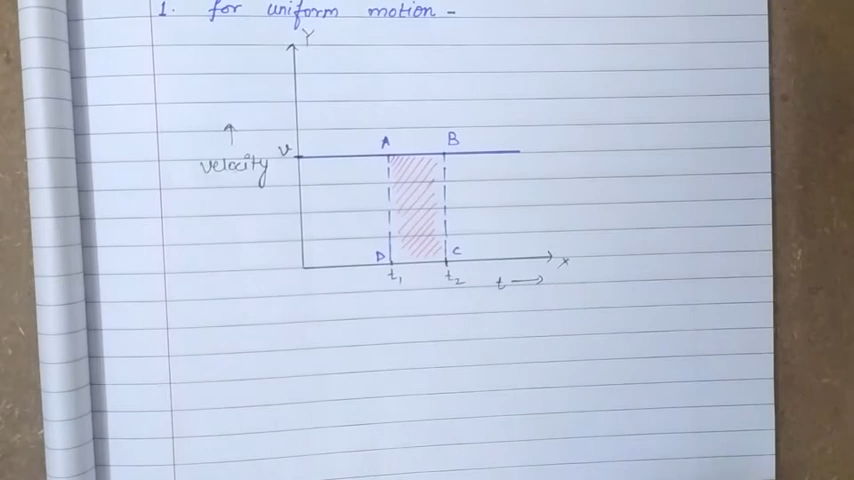 1. for uniform motion -
Y
A B
v
velocity
D C
x
t1 t2 t